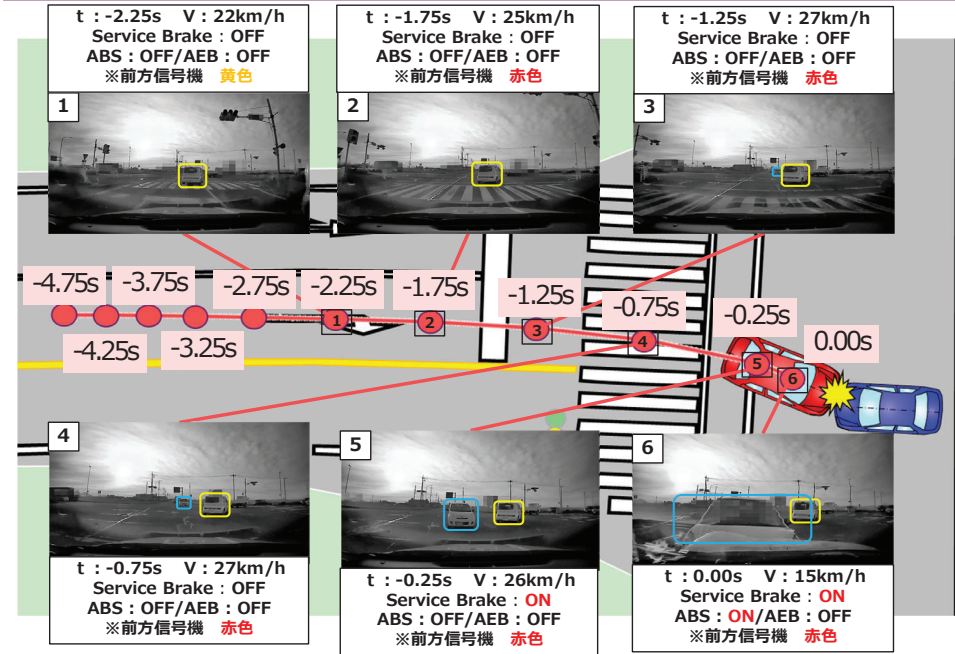 t：-2.25s V：22km/h
Service Brake：OFF
ABS：OFF/AEB：OFF
※前方信号機 黄色
1
t：-1.75s V：25km/h
Service Brake：OFF
ABS：OFF/AEB：OFF
※前方信号機 赤色
2
t：-1.25s V：27km/h
Service Brake：OFF
ABS：OFF/AEB：OFF
※前方信号機 赤色
3
-4.75s
-3.75s
-2.75s
-2.25s
-1.75s
-1.25s
-0.75s
-0.25s
0.00s
-4.25s
-3.25s
1
2
3
4
5
6
4
t：-0.75s V：27km/h
Service Brake：OFF
ABS：OFF/AEB：OFF
※前方信号機 赤色
5
t：-0.25s V：26km/h
Service Brake：ON
ABS：OFF/AEB：OFF
※前方信号機 赤色
6
t：0.00s V：15km/h
Service Brake：ON
ABS：ON/AEB：OFF
※前方信号機 赤色